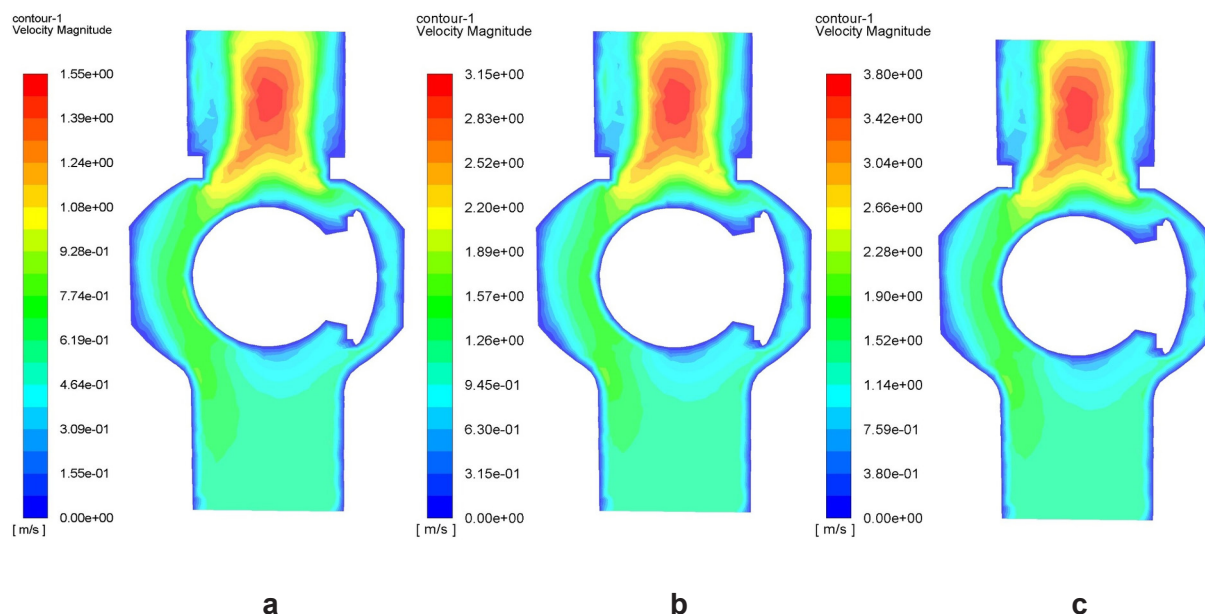 contour-1
Velocity Magnitude
1.55e+00
1.39e+00
1.24e+00
1.08e+00
9.28e-01
7.74e-01
6.19e-01
4.64e-01
3.09e-01
1.55e-01
0.00e+00
[ m/s ]
a
contour-1
Velocity Magnitude
3.15e+00
2.83e+00
2.52e+00
2.20e+00
1.89e+00
1.57e+00
1.26e+00
9.45e-01
6.30e-01
3.15e-01
0.00e+00
[ m/s ]
b
contour-1
Velocity Magnitude
3.80e+00
3.42e+00
3.04e+00
2.66e+00
2.28e+00
1.90e+00
1.52e+00
1.14e+00
7.59e-01
3.80e-01
0.00e+00
[ m/s ]
c